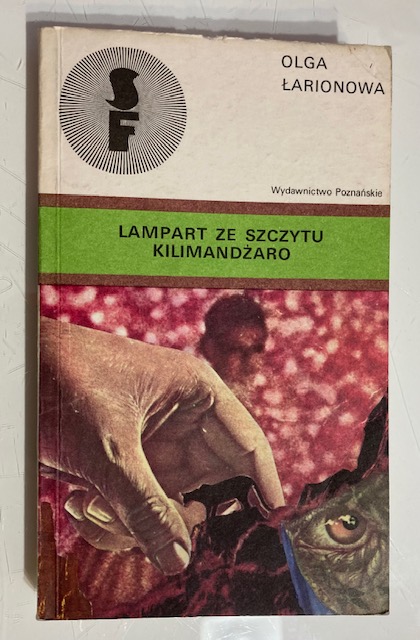 SF
OLGA
ŁARIONOWA
Wydawnictwo Poznańskie
LAMPART ZE SZCZYTU
KILIMANDŻARO